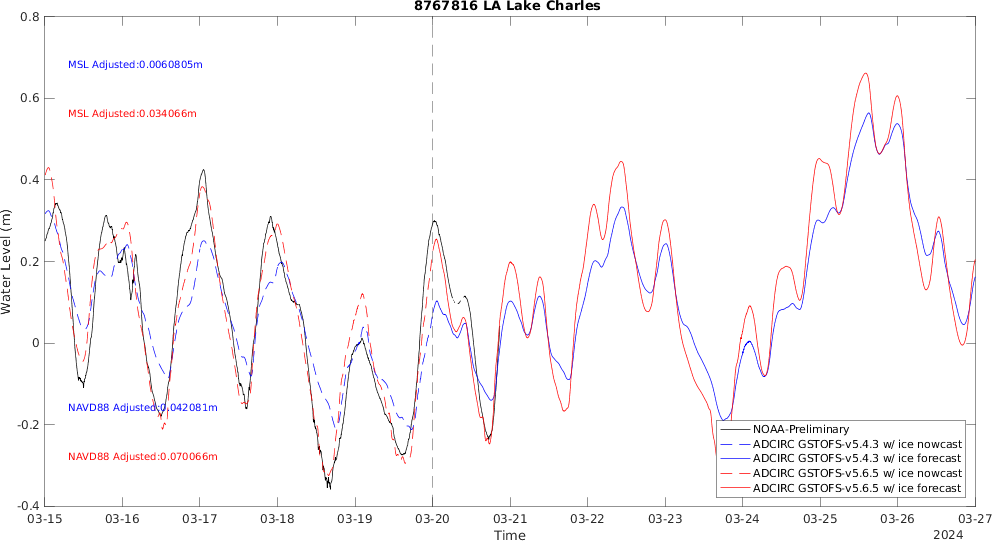 8767816 LA Lake Charles
0.8
0.6
0.4
0.2
0
-0.2
-0.4
Water Level (m)
MSL Adjusted:0.0060805m
MSL Adjusted:0.034066m
NAVD88 Adjusted:0.042081m
NAVD88 Adjusted:0.070066m
NOAA-Preliminary
ADCIRC GSTOFS-v5.4.3 w/ ice nowcast
ADCIRC GSTOFS-v5.4.3 w/ ice forecast
ADCIRC GSTOFS-v5.6.5 w/ ice nowcast
ADCIRC GSTOFS-v5.6.5 w/ ice forecast
03-15 03-16 03-17 03-18 03-19 03-20 03-21 03-22 03-23 03-24 03-25 03-26 03-27
Time
2024